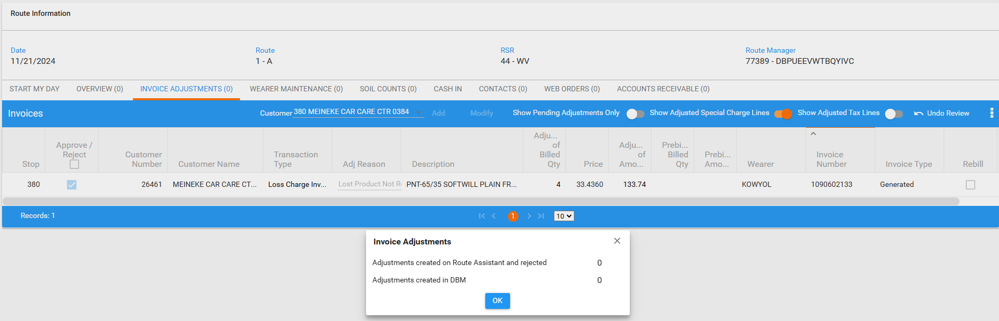 Route Information
Date
Route
RSR
Route Manager
11/21/2024
1 - A
44 - WV
77389 - DBPUEEVWTBQYIVC
START MY DAY
OVERVIEW (0)
INVOICE ADJUSTMENTS (0)
WEARER MAINTENANCE (0)
SOIL COUNTS (0)
CASH IN
CONTACTS (0)
WEB ORDERS (0)
ACCOUNTS RECEIVABLE (0)
Invoices
Customer 380 MEINEKE CAR CARE CTR 0384
Add
Modify
Show Pending Adjustments Only
Show Adjusted Special Charge Lines
Show Adjusted Tax Lines
Undo Review
Stop
Approve /
Reject
Customer
Number
Customer Name
Transaction
Type
Adj Reason
Description
Adju...
of
Billed
Qty
Price
Adju...
of
Amo...
Prebi...
Billed
Qty
Prebi...
Amo...
Wearer
Invoice
Number
Invoice Type
Rebill
380
26461
MEINEKE CAR CARE CT...
Loss Charge Inv...
Lost Product Not R
PNT-65/35 SOFTWILL PLAIN FR...
4
33.4360
133.74
KOWYOL
1090602133
Generated
Records: 1
1
10
Invoice Adjustments
Adjustments created on Route Assistant and rejected 0
Adjustments created in DBM 0
OK